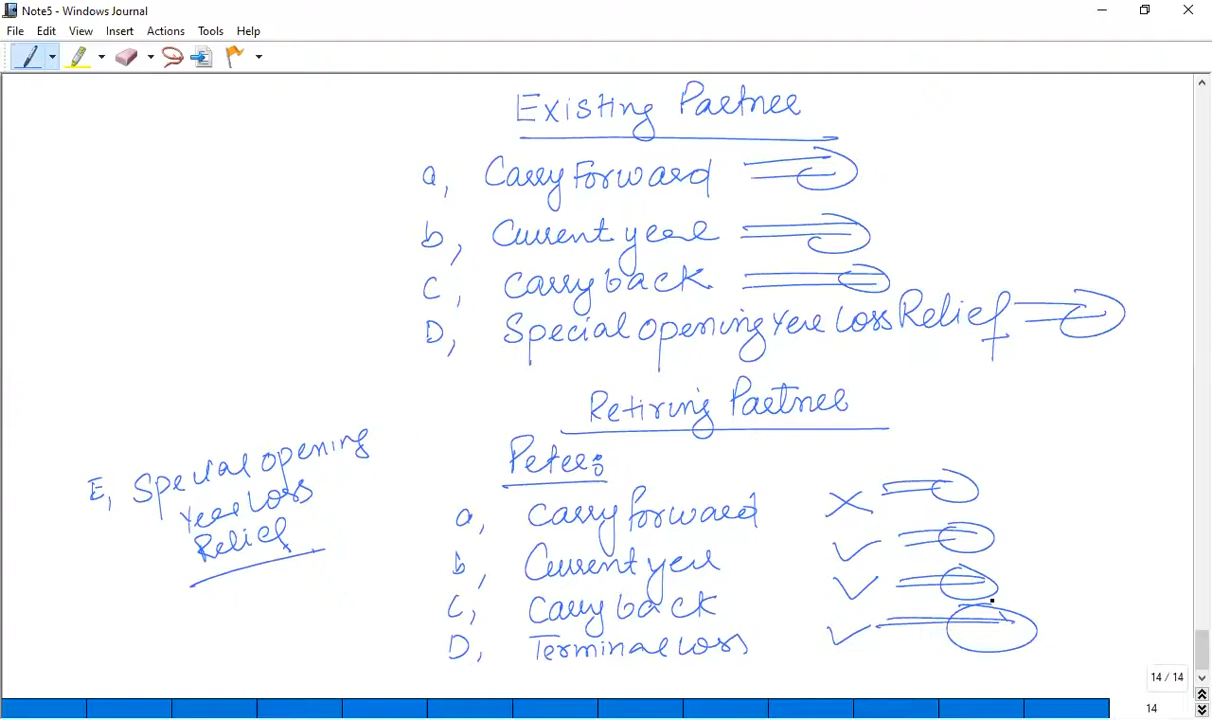 Note5 - Windows Journal
File Edit View Insert Actions Tools Help
Existing Partner
a, Carry Forward
b, Current year
C, Carry back
D, Special opening Year Loss Relief
Retiring Partner
Peter:
a, Carry forward
b, Current year
C, Carry back
D, Terminal Loss
E, Special opening
Year Loss
Relief
14 / 14
14